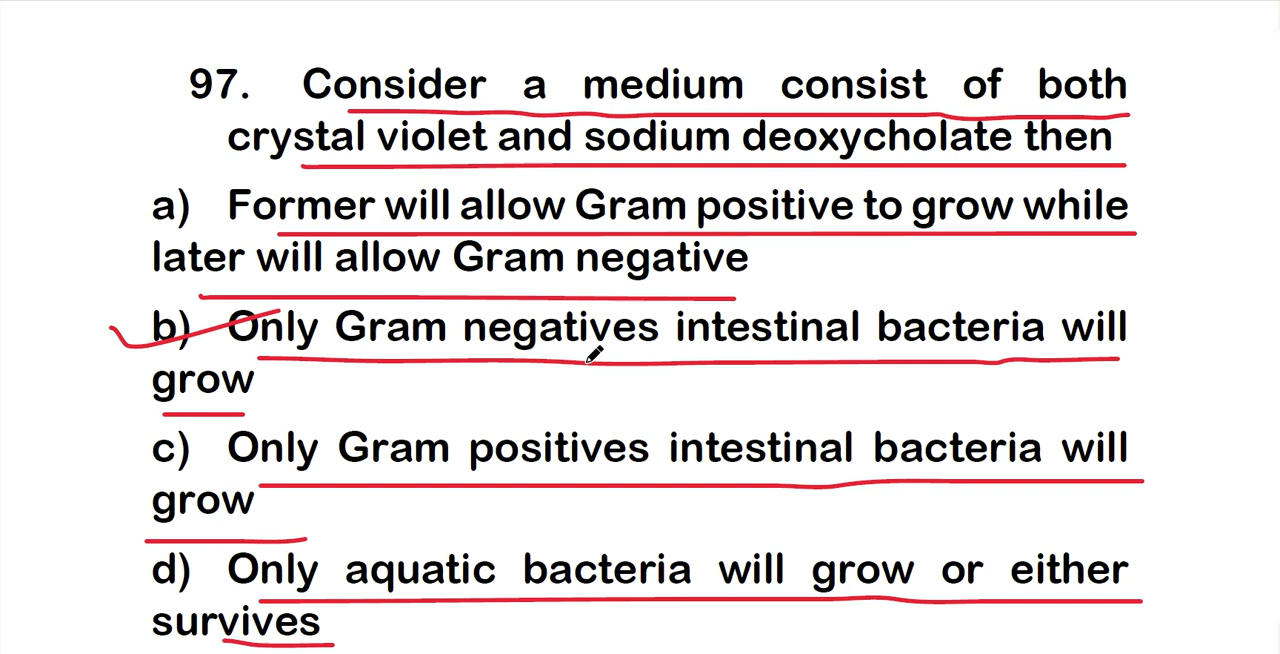 97. Consider a medium consist of both
crystal violet and sodium deoxycholate then
a) Former will allow Gram positive to grow while
later will allow Gram negative
b) Only Gram negatives intestinal bacteria will
grow
c) Only Gram positives intestinal bacteria will
grow
d) Only aquatic bacteria will grow or either
survives